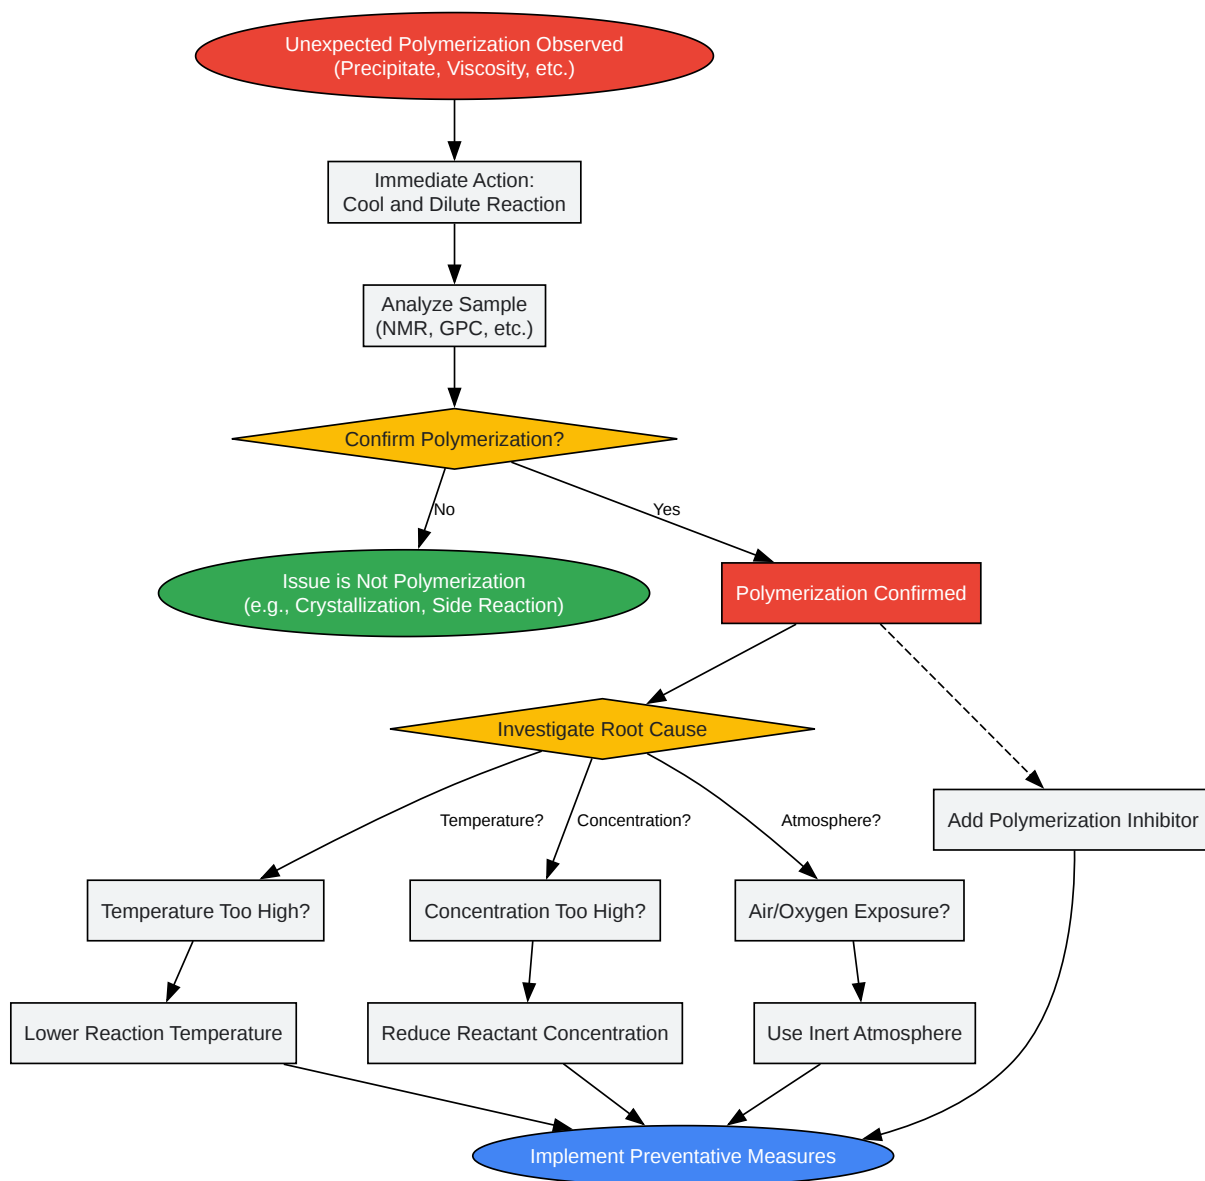 Unexpected Polymerization Observed
(Precipitate, Viscosity, etc.)
Immediate Action:
Cool and Dilute Reaction
Analyze Sample
(NMR, GPC, etc.)
Confirm Polymerization?
No
Yes
Issue is Not Polymerization
(e.g., Crystallization, Side Reaction)
Polymerization Confirmed
Investigate Root Cause
Temperature?
Concentration?
Atmosphere?
Add Polymerization Inhibitor
Temperature Too High?
Concentration Too High?
Air/Oxygen Exposure?
Lower Reaction Temperature
Reduce Reactant Concentration
Use Inert Atmosphere
Implement Preventative Measures